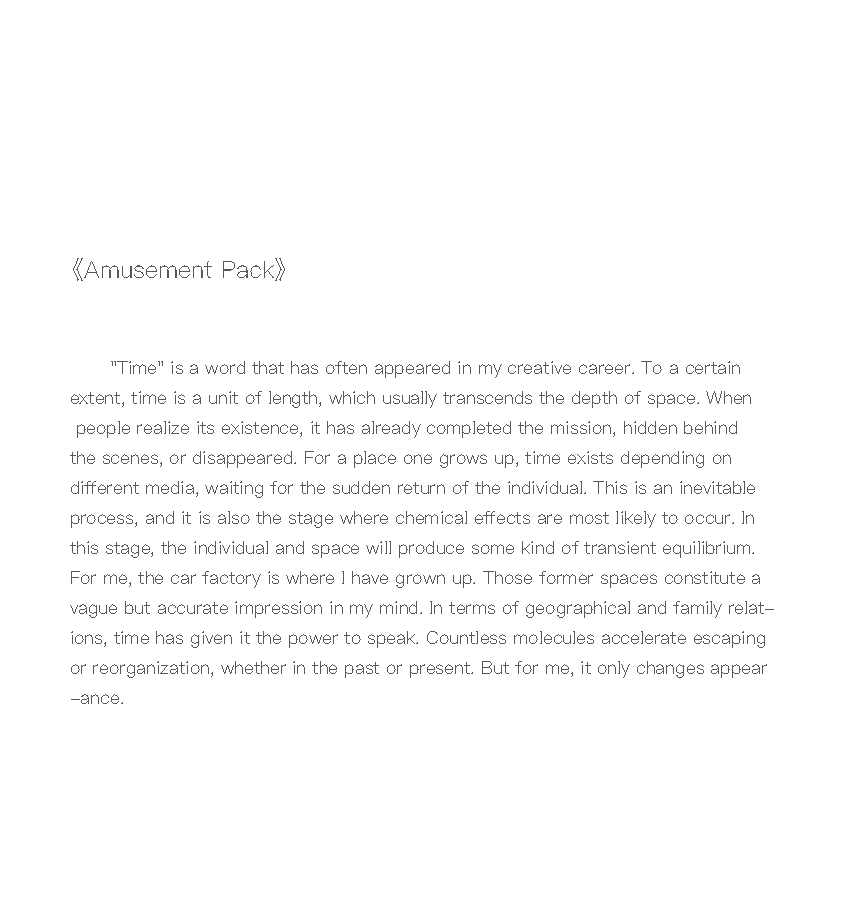 《Amusement Pack》
"Time" is a word that has often appeared in my creative career. To a certain
extent, time is a unit of length, which usually transcends the depth of space. When
people realize its existence, it has already completed the mission, hidden behind
the scenes, or disappeared. For a place one grows up, time exists depending on
different media, waiting for the sudden return of the individual. This is an inevitable
process, and it is also the stage where chemical effects are most likely to occur. In
this stage, the individual and space will produce some kind of transient equilibrium.
For me, the car factory is where I have grown up. Those former spaces constitute a
vague but accurate impression in my mind. In terms of geographical and family relat-
ions, time has given it the power to speak. Countless molecules accelerate escaping
or reorganization, whether in the past or present. But for me, it only changes appear
-ance.